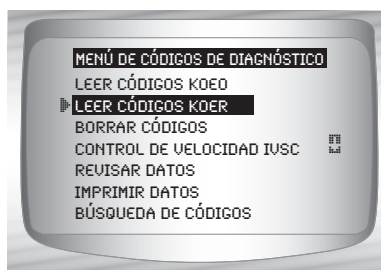 MENÚ DE CÓDIGOS DE DIAGNÓSTICO
LEER CÓDIGOS KOEO
LEER CÓDIGOS KOER
BORRAR CÓDIGOS
CONTROL DE VELOCIDAD IVSC
REVISAR DATOS
IMPRIMIR DATOS
BÚSQUEDA DE CÓDIGOS